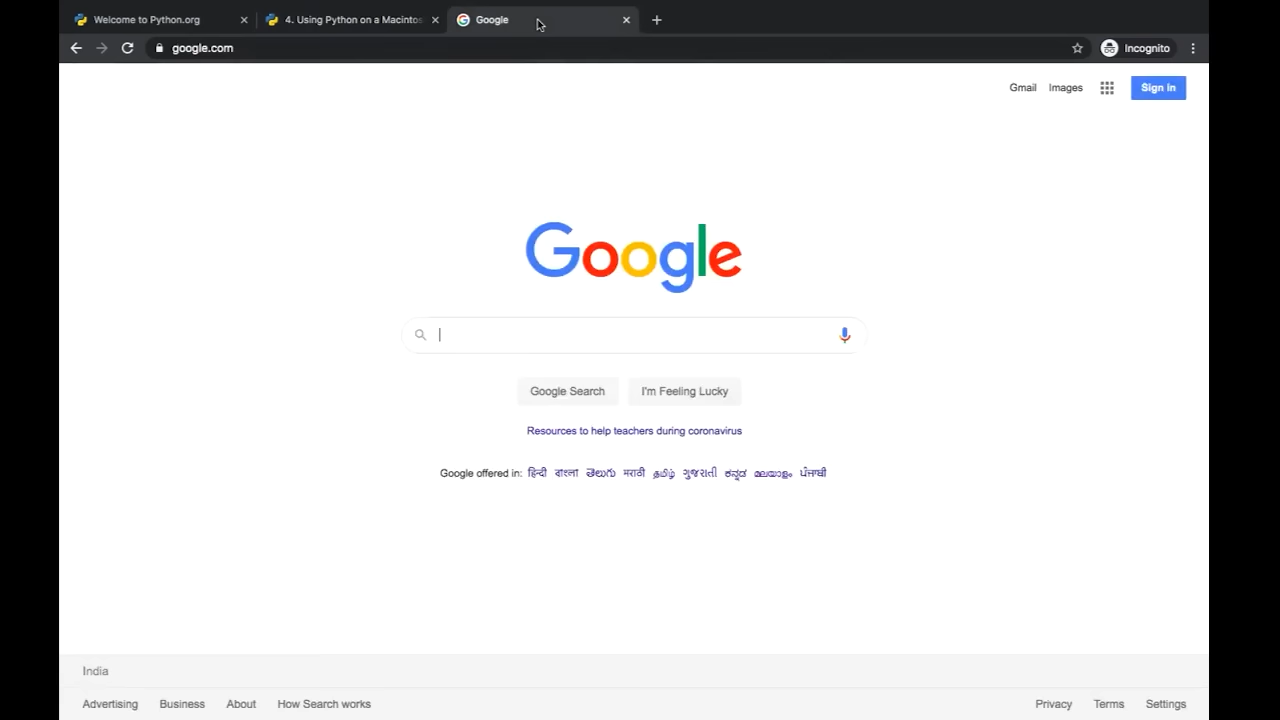 Welcome to Python.org
4. Using Python on a Macintos
Google
google.com
Incognito
Gmail Images
Sign in
Google
Google Search I'm Feeling Lucky
Resources to help teachers during coronavirus
Google offered in: हिन्दी বাংলা తెలుగు मराठी தமிழ் ગુજરાતી ಕನ್ನಡ മലയാളം ਪੰਜਾਬੀ
India
Advertising Business About How Search works Privacy Terms Settings